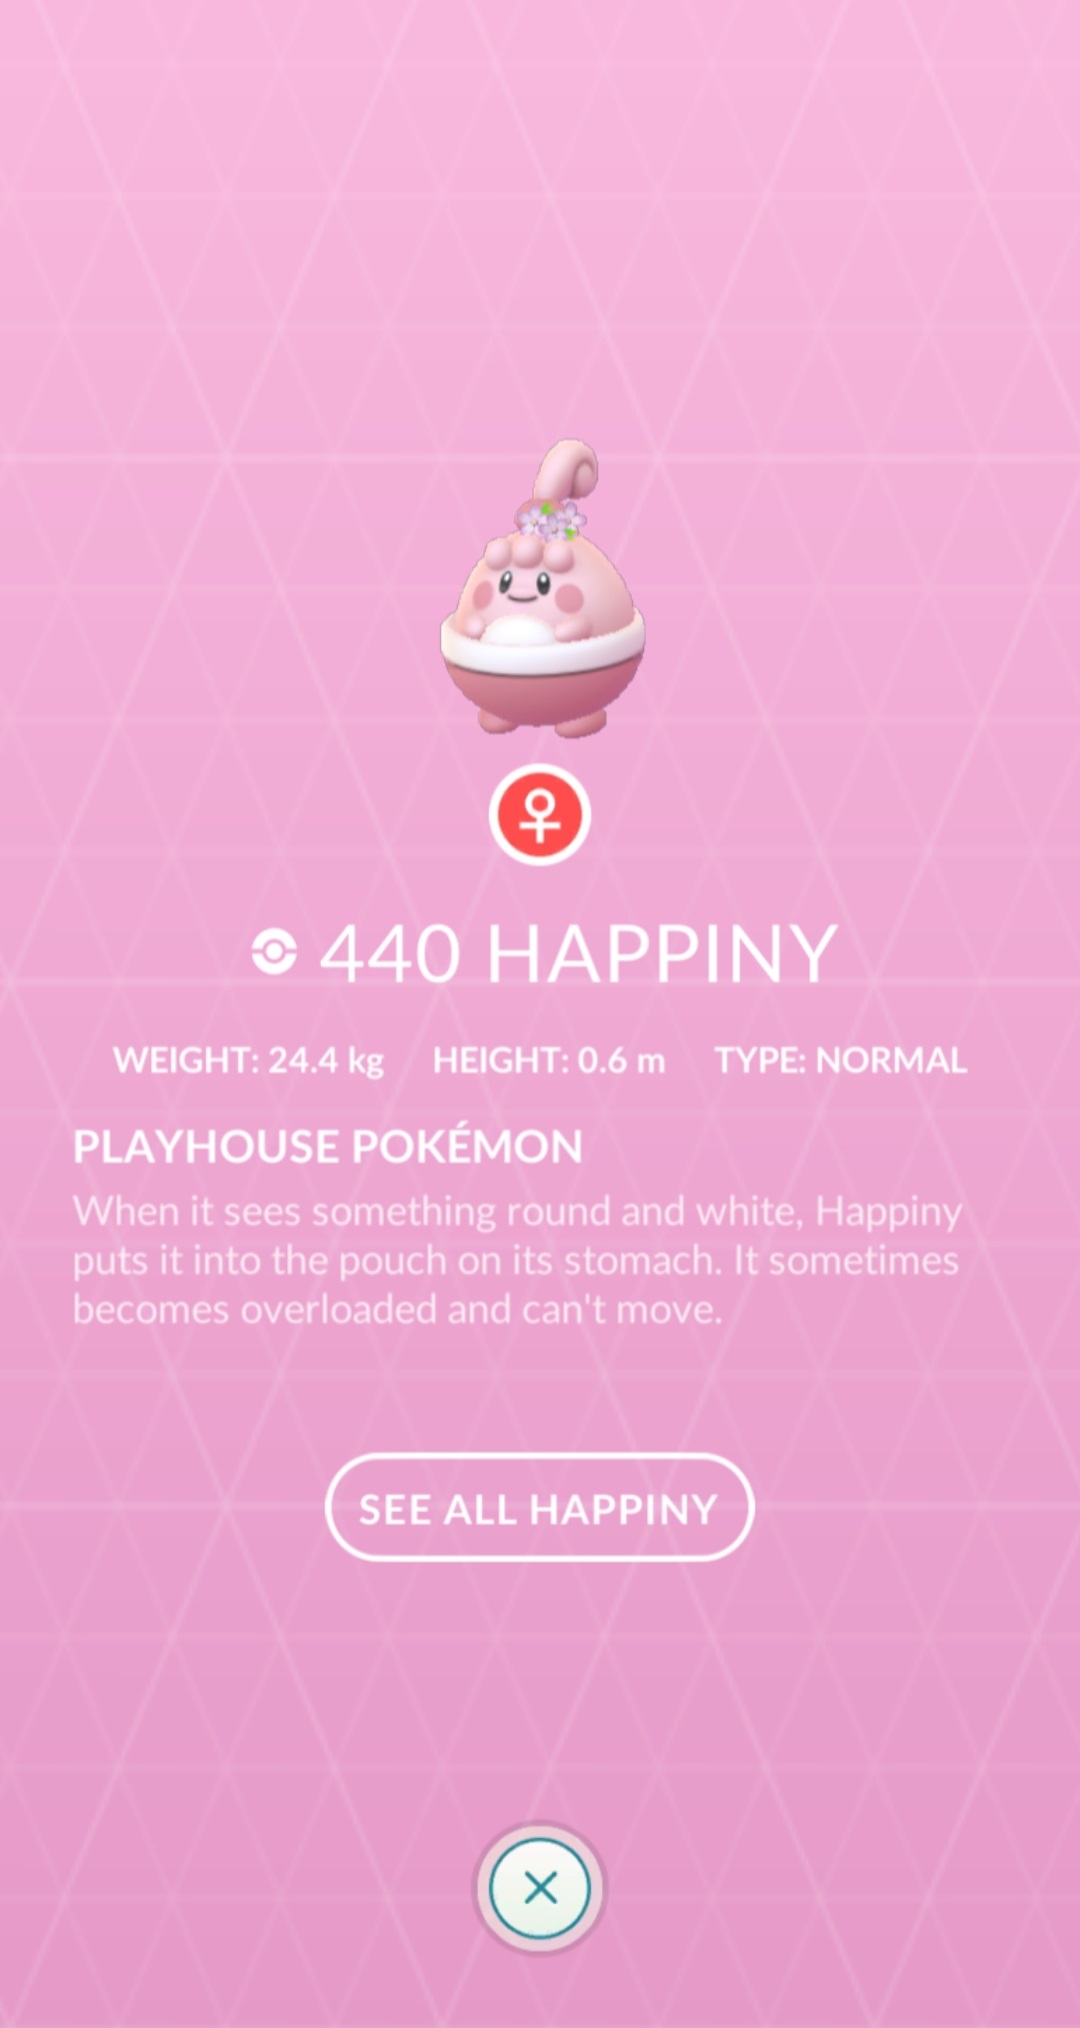 440 HAPPINY
WEIGHT: 24.4 kg HEIGHT: 0.6 m TYPE: NORMAL
PLAYHOUSE POKÉMON
When it sees something round and white, Happiny
puts it into the pouch on its stomach. It sometimes
becomes overloaded and can't move.
SEE ALL HAPPINY